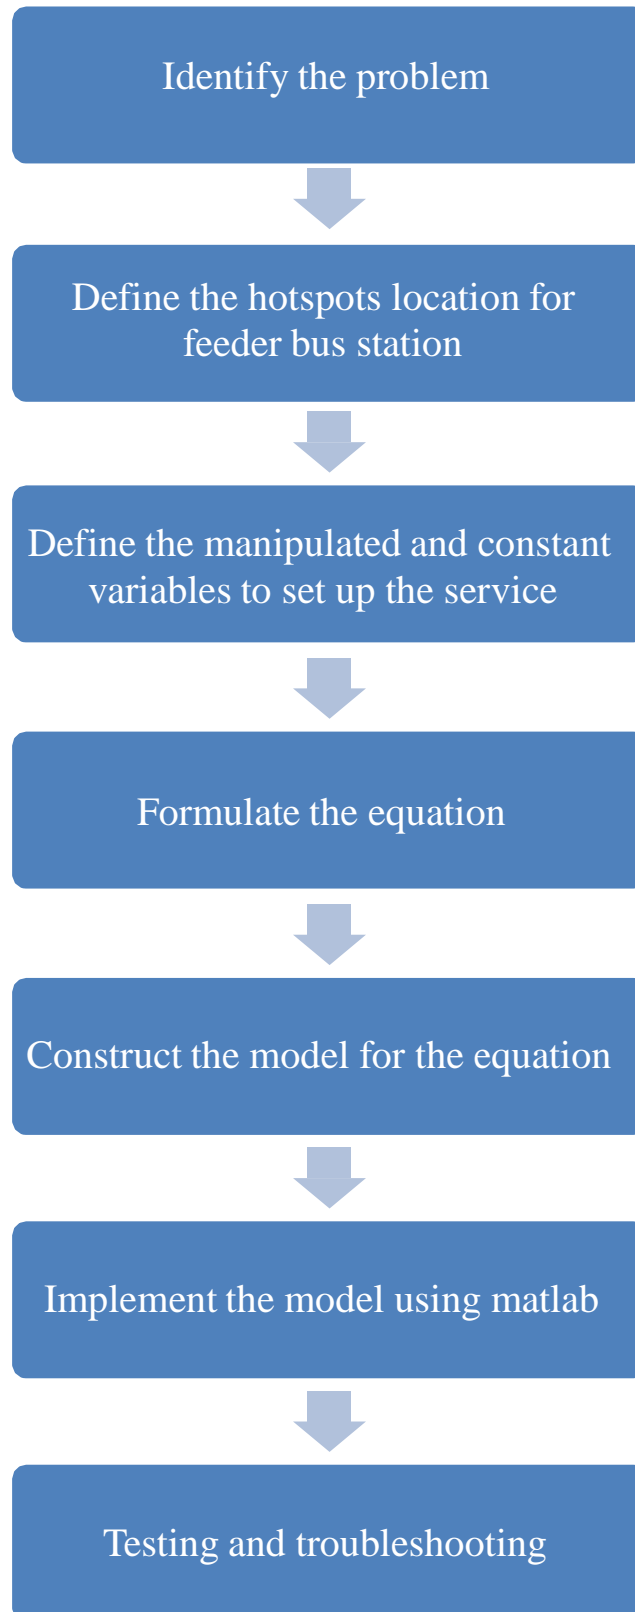 Identify the problem
Define the hotspots location for
feeder bus station
Define the manipulated and constant
variables to set up the service
Formulate the equation
Construct the model for the equation
Implement the model using matlab
Testing and troubleshooting